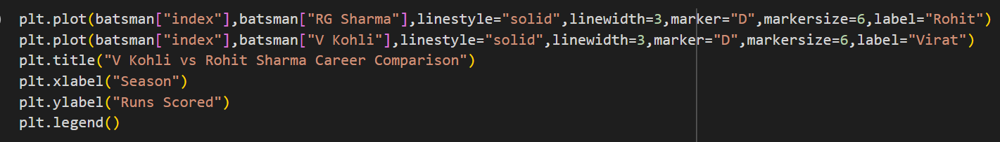 plt.plot(batsman["index"],batsman["RG Sharma"],linestyle="solid",linewidth=3,marker="D",markersize=6,label="Rohit")
plt.plot(batsman["index"],batsman["V Kohli"],linestyle="solid",linewidth=3,marker="D",markersize=6,label="Virat")
plt.title("V Kohli vs Rohit Sharma Career Comparison")
plt.xlabel("Season")
plt.ylabel("Runs Scored")
plt.legend()